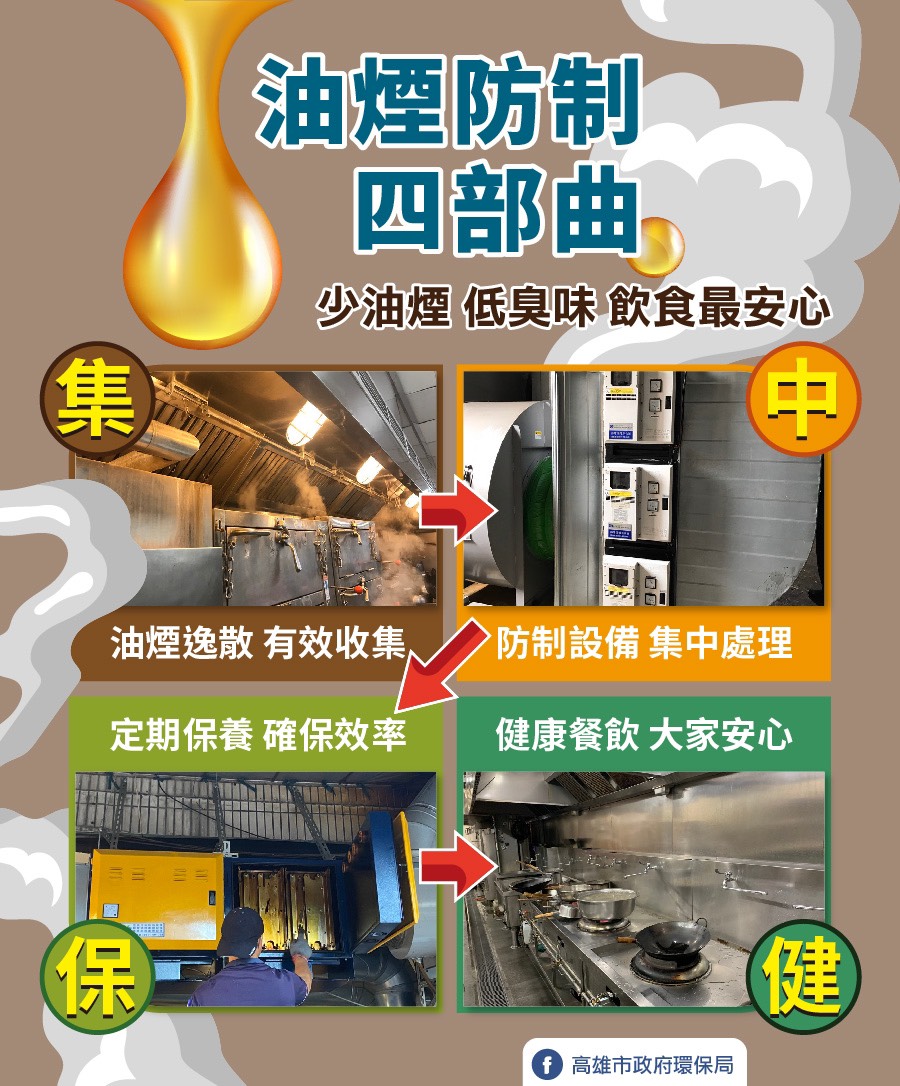 油煙防制
四部曲
少油煙 低臭味 飲食最安心
集
中
油煙逸散 有效收集
防制設備 集中處理
定期保養 確保效率
健康餐飲 大家安心
保
健
f 高雄市政府環保局